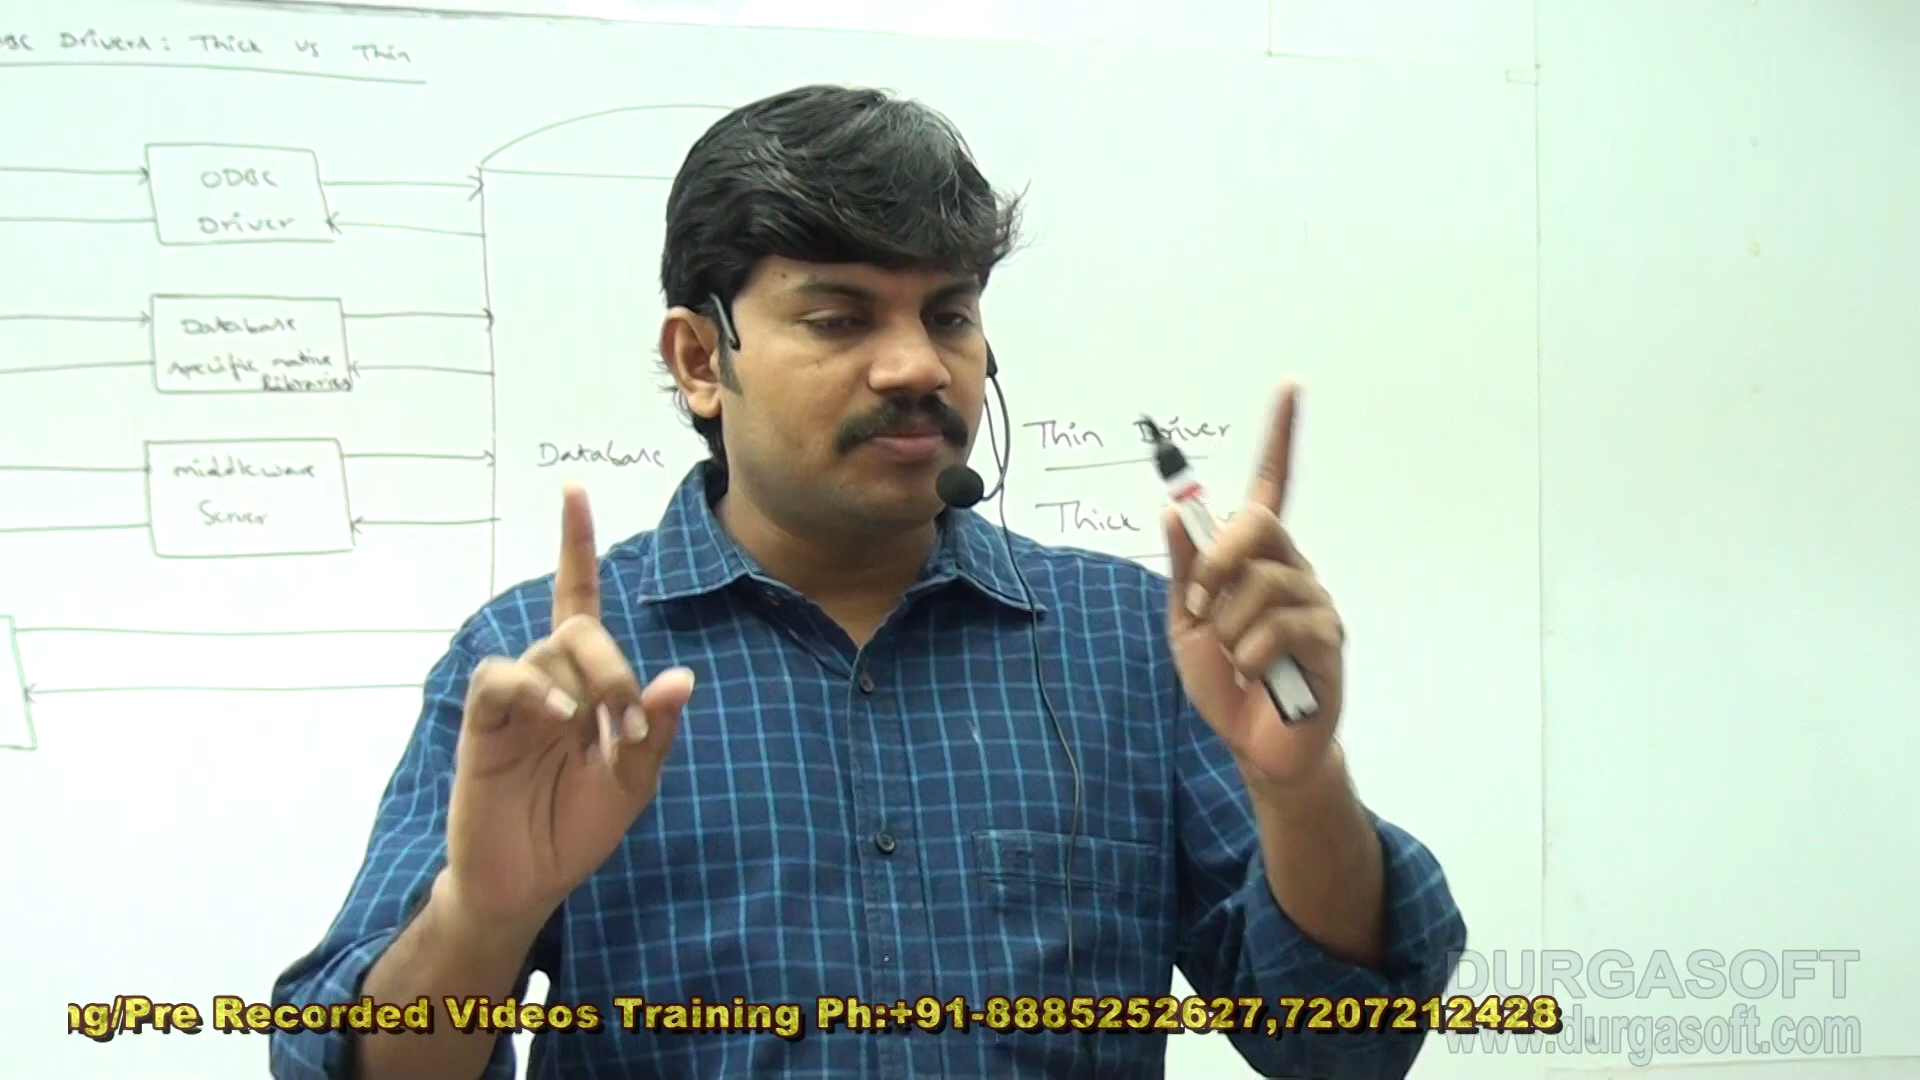 DBC Drivers: Thick vs Thin
ODBC
Driver
Database
specific native
Libraries
middleware
Server
Database
Thin Driver
Thick
DURGASOFT
www.durgasoft.com
ng/Pre Recorded Videos Training Ph:+91-8885252627,7207212428